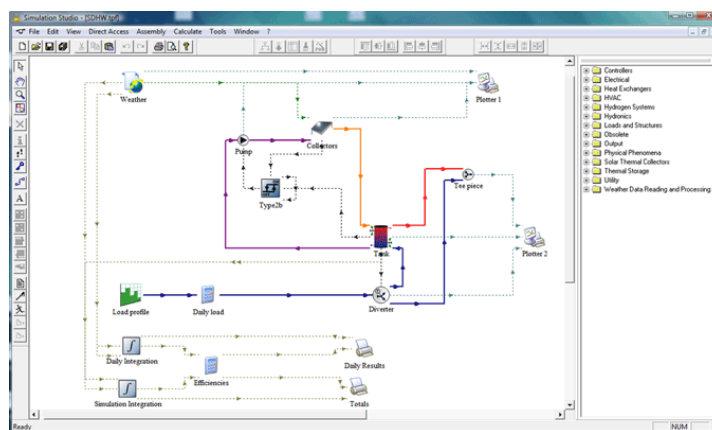 Simulation Studio - [SDHW.tpf]
File Edit View Direct Access Assembly Calculate Tools Window ?
Weather
Plotter 1
Pump
Collectors
Type2b
Tee piece
Tank
Plotter 2
Load profile
Daily load
Diverter
Daily Integration
Efficiencies
Daily Results
Simulation Integration
Totals
Controllers
Electrical
Heat Exchangers
HVAC
Hydrogen Systems
Hydronics
Loads and Structures
Obsolete
Output
Physical Phenomena
Solar Thermal Collectors
Thermal Storage
Utility
Weather Data Reading and Processing
Ready
NUM